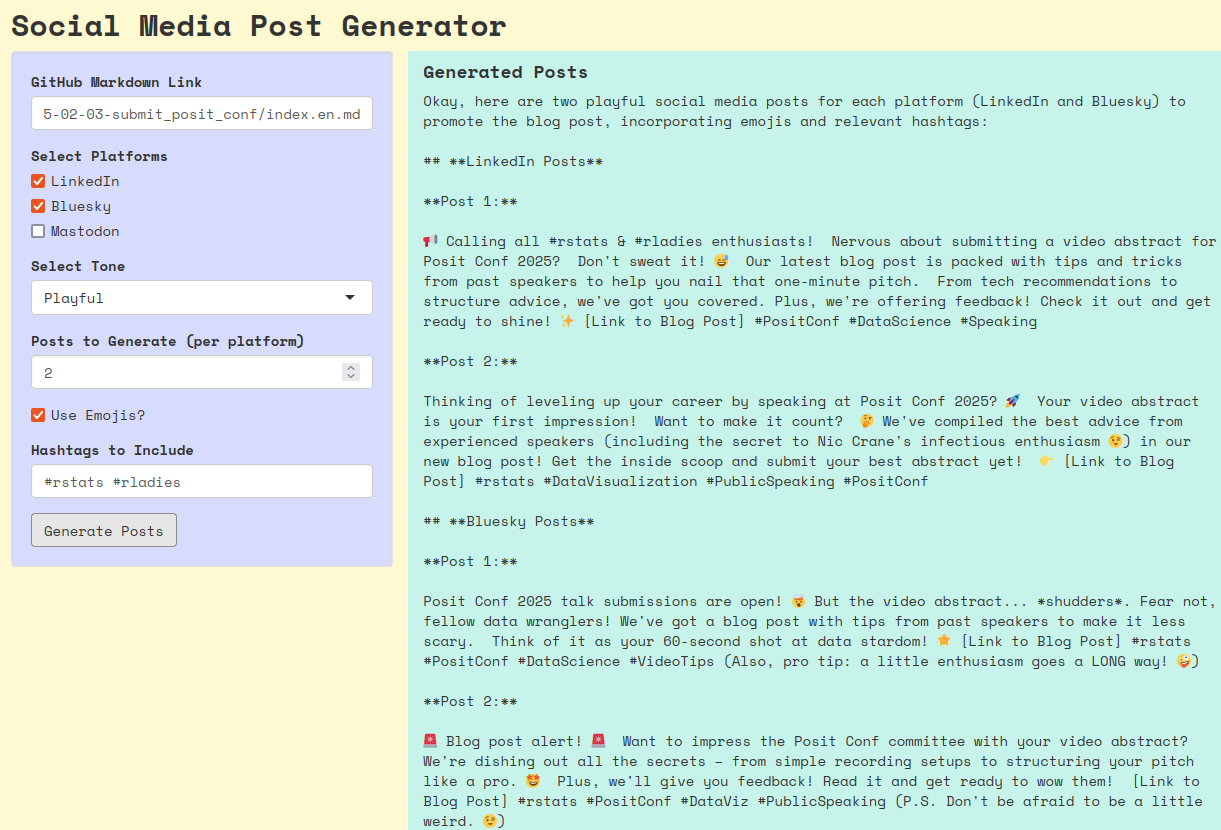 Social Media Post Generator
GitHub Markdown Link
5-02-03-submit_posit_conf/index.en.md
Select Platforms
LinkedIn
Bluesky
Mastodon
Select Tone
Playful
Posts to Generate (per platform)
2
Use Emojis?
Hashtags to Include
#rstats #rladies
Generate Posts
Generated Posts
Okay, here are two playful social media posts for each platform (LinkedIn and Bluesky) to
promote the blog post, incorporating emojis and relevant hashtags:
## **LinkedIn Posts**
**Post 1:**
📢 Calling all #rstats & #rladies enthusiasts!  Nervous about submitting a video abstract for
Posit Conf 2025?  Don't sweat it! 😅  Our latest blog post is packed with tips and tricks
from past speakers to help you nail that one-minute pitch.  From tech recommendations to
structure advice, we've got you covered. Plus, we're offering feedback! Check it out and get
ready to shine! ✨ [Link to Blog Post] #PositConf #DataScience #Speaking
**Post 2:**
Thinking of leveling up your career by speaking at Posit Conf 2025? 🚀  Your video abstract
is your first impression!  Want to make it count?  🤔 We've compiled the best advice from
experienced speakers (including the secret to Nic Crane's infectious enthusiasm 😉) in our
new blog post! Get the inside scoop and submit your best abstract yet!  👉 [Link to Blog
Post] #rstats #DataVisualization #PublicSpeaking #PositConf
## **Bluesky Posts**
**Post 1:**
Posit Conf 2025 talk submissions are open! 🤯 But the video abstract... *shudders*. Fear not,
fellow data wranglers! We've got a blog post with tips from past speakers to make it less
scary.  Think of it as your 60-second shot at data stardom! 🌟 [Link to Blog Post] #rstats
#PositConf #DataScience #VideoTips (Also, pro tip: a little enthusiasm goes a LONG way! 🤪)
**Post 2:**
🚨 Blog post alert! 🚨  Want to impress the Posit Conf committee with your video abstract?
We're dishing out all the secrets – from simple recording setups to structuring your pitch
like a pro. 🤩  Plus, we'll give you feedback! Read it and get ready to wow them!  [Link to
Blog Post] #rstats #PositConf #DataViz #PublicSpeaking (P.S. Don't be afraid to be a little
weird. 😉)